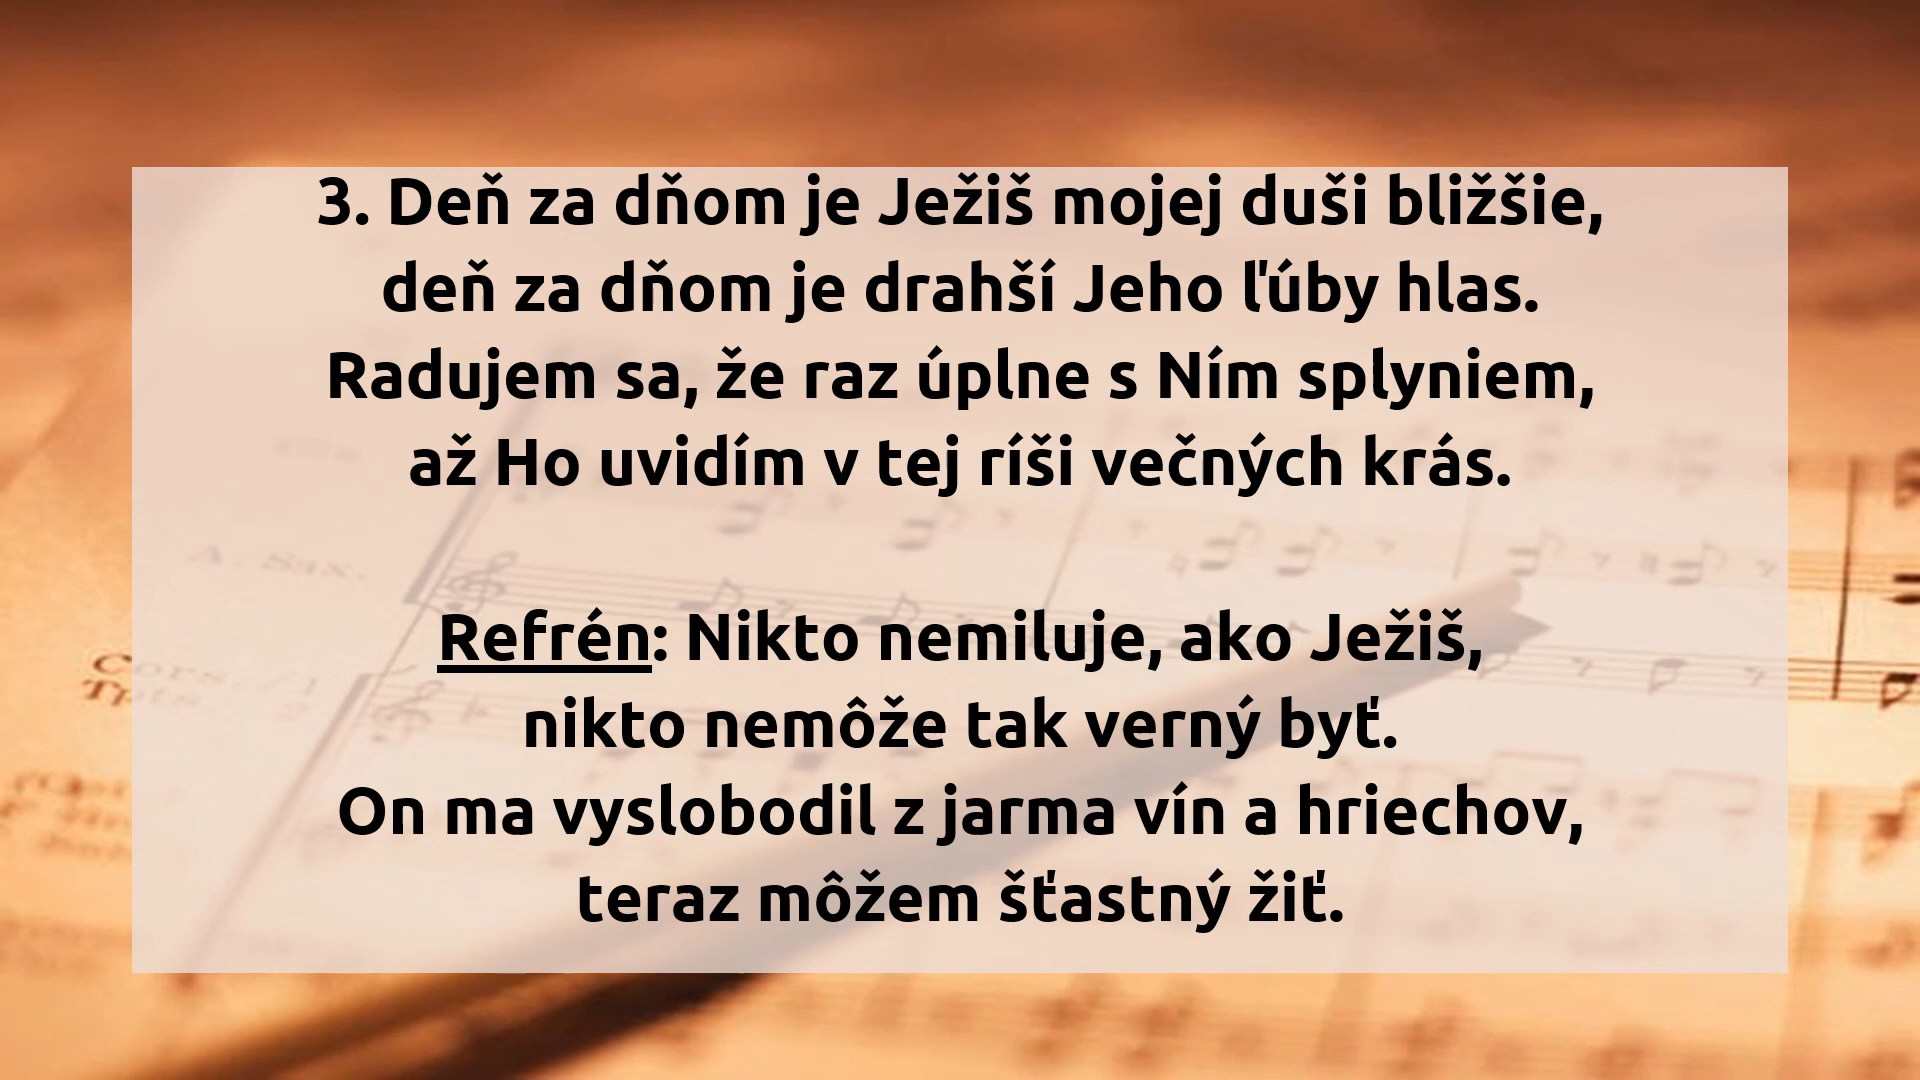 3. Deň za dňom je Ježiš mojej duši bližšie,
deň za dňom je drahší Jeho ľúby hlas.
Radujem sa, že raz úplne s Ním splyniem,
až Ho uvidím v tej ríši večných krás.
Refrén: Nikto nemiluje, ako Ježiš,
nikto nemôže tak verný byť.
On ma vyslobodil z jarma vín a hriechov,
teraz môžem šťastný žiť.
A. Sax.